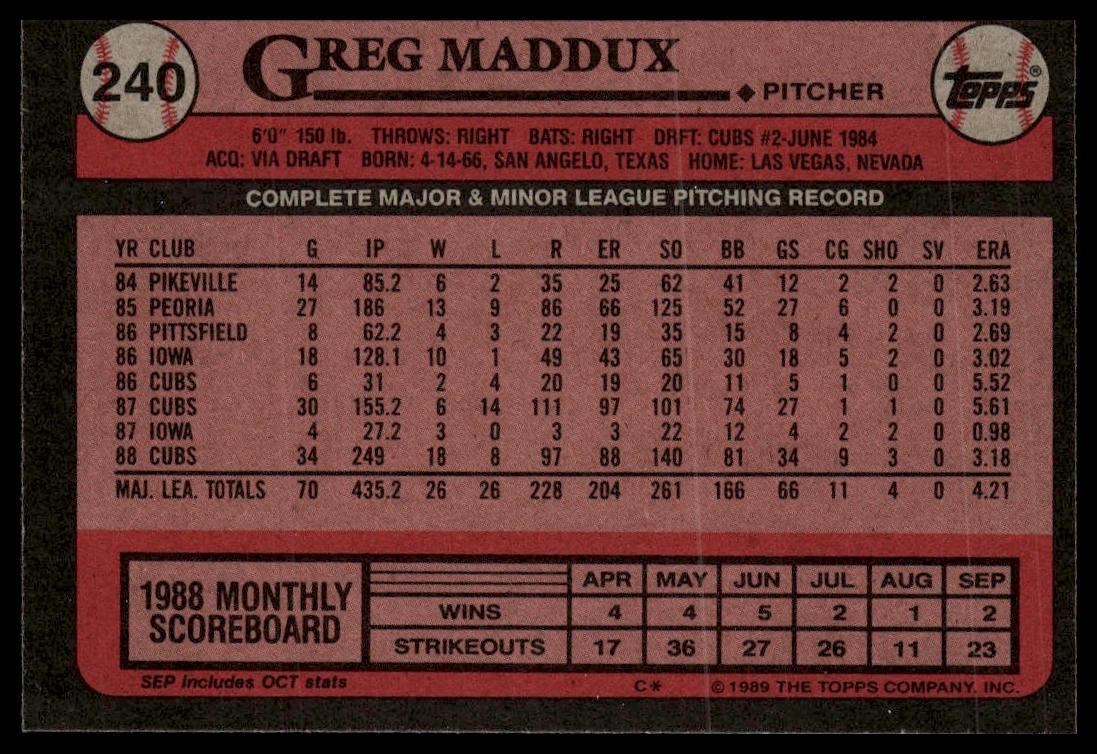 240 GREG MADDUX TOPPS®
◆ PITCHER
6'0" 150 lb. THROWS: RIGHT BATS: RIGHT DRFT: CUBS #2-JUNE 1984
ACQ: VIA DRAFT BORN: 4-14-66, SAN ANGELO, TEXAS HOME: LAS VEGAS, NEVADA
COMPLETE MAJOR & MINOR LEAGUE PITCHING RECORD
YR CLUB G IP W L R ER SO BB GS CG SHO SV ERA
84 PIKEVILLE 14 85.2 6 2 35 25 62 41 12 2 2 0 2.63
85 PEORIA 27 186 13 9 86 66 125 52 27 6 0 0 3.19
86 PITTSFIELD 8 62.2 4 3 22 19 35 15 8 4 2 0 2.69
86 IOWA 18 128.1 10 1 49 43 65 30 18 5 2 0 3.02
86 CUBS 6 31 2 4 20 19 20 11 5 1 0 0 5.52
87 CUBS 30 155.2 6 14 111 97 101 74 27 1 1 0 5.61
87 IOWA 4 27.2 3 0 3 3 22 12 4 2 2 0 0.98
88 CUBS 34 249 18 8 97 88 140 81 34 9 3 0 3.18
MAJ. LEA. TOTALS 70 435.2 26 26 228 204 261 166 66 11 4 0 4.21
1988 MONTHLY SCOREBOARD
APR MAY JUN JUL AUG SEP
WINS 4 4 5 2 1 2
STRIKEOUTS 17 36 27 26 11 23
SEP includes OCT stats C* © 1989 THE TOPPS COMPANY, INC.